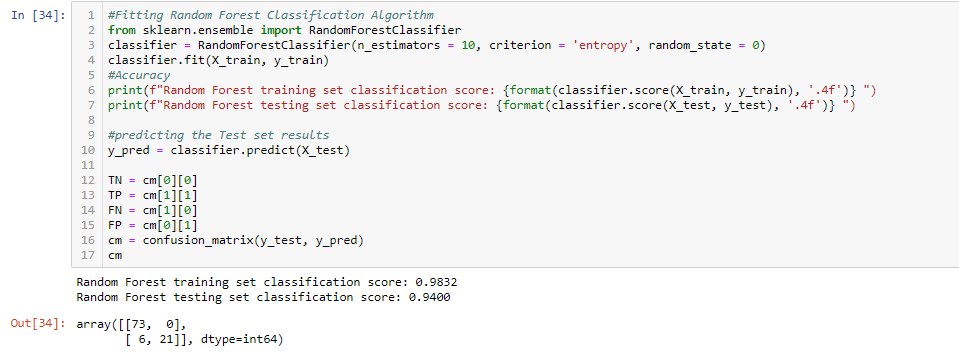 In [34]:
1 #Fitting Random Forest Classification Algorithm
2 from sklearn.ensemble import RandomForestClassifier
3 classifier = RandomForestClassifier(n_estimators = 10, criterion = 'entropy', random_state = 0)
4 classifier.fit(X_train, y_train)
5 #Accuracy
6 print(f"Random Forest training set classification score: {format(classifier.score(X_train, y_train), '.4f')} ")
7 print(f"Random Forest testing set classification score: {format(classifier.score(X_test, y_test), '.4f')} ")
8
9 #predicting the Test set results
10 y_pred = classifier.predict(X_test)
11
12 TN = cm[0][0]
13 TP = cm[1][1]
14 FN = cm[1][0]
15 FP = cm[0][1]
16 cm = confusion_matrix(y_test, y_pred)
17 cm
Random Forest training set classification score: 0.9832
Random Forest testing set classification score: 0.9400
Out[34]: array([[73,  0],
       [ 6, 21]], dtype=int64)